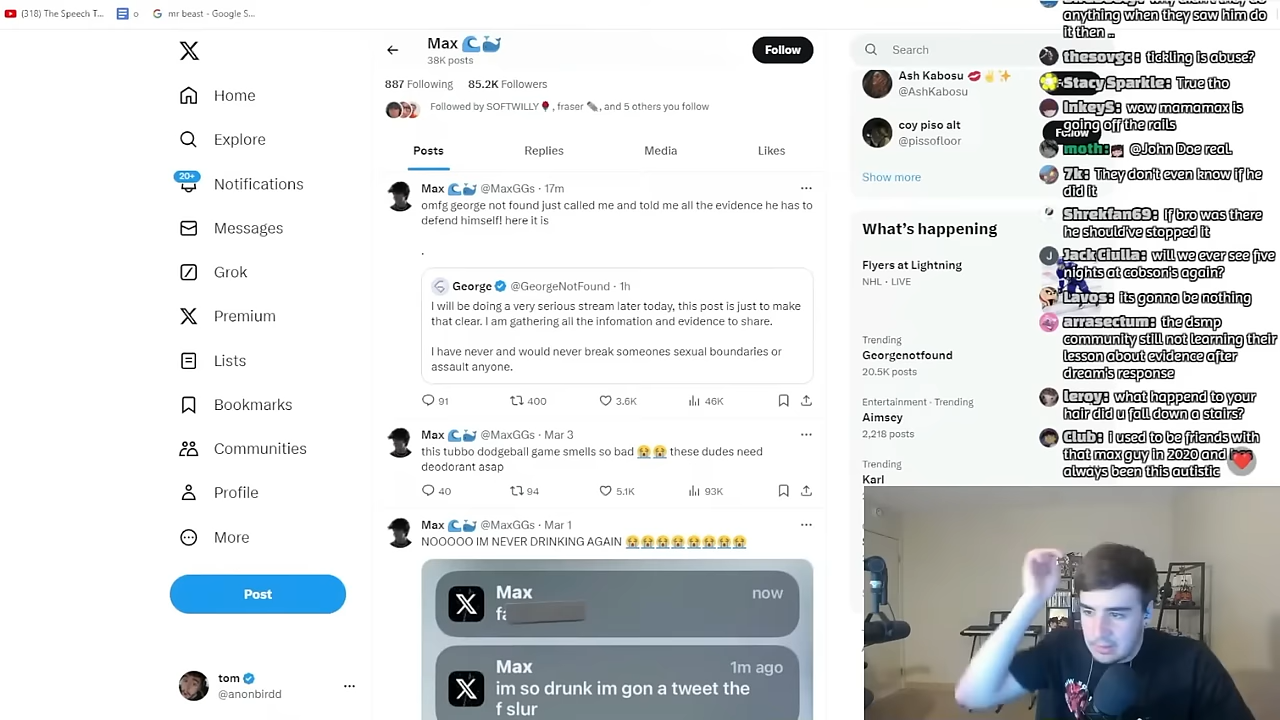 (318) The Speech T...
o
mr beast - Google S...
Home
Explore
20+
Notifications
Messages
Grok
Premium
Lists
Bookmarks
Communities
Profile
More
Post
tom
@anonbirdd
Max
38K posts
Follow
887 Following 85.2K Followers
Followed by SOFTWILLY, fraser, and 5 others you follow
Posts Replies Media Likes
Max @MaxGGs · 17m
omfg george not found just called me and told me all the evidence he has to
defend himself! here it is
.
George @GeorgeNotFound · 1h
I will be doing a very serious stream later today, this post is just to make
that clear. I am gathering all the infomation and evidence to share.
I have never and would never break someones sexual boundaries or
assault anyone.
91 400 3.6K 46K
Max @MaxGGs · Mar 3
this tubbo dodgeball game smells so bad 😭😭 these dudes need
deodorant asap
40 94 5.1K 93K
Max @MaxGGs · Mar 1
NOOOOO IM NEVER DRINKING AGAIN 😭😭😭😭😭😭😭😭
Max now
Max 1m ago
im so drunk im gon a tweet the
f slur
Search
Ash Kabosu
@AshKabosu
coy piso alt
@pissofloor
Follow
Show more
What's happening
Flyers at Lightning
NHL · LIVE
Trending
Georgenotfound
20.5K posts
Entertainment · Trending
Aimsey
2,218 posts
Trending
Karl
anything when they saw him do
it then ..
thesovgc: tickling is abuse?
Stacy Sparkle: True tho
InkeyS: wow mamamax is
going off the rails
moth: @John Doe reaL
7k: They don't even know if he
did it
Shrekfan69: If bro was there
he should've stopped it
Jack Ciulla: will we ever see five
nights at cobson's again?
Lavos: its gonna be nothing
arrasectum: the dsmp
community still not learning their
lesson about evidence after
dream's response
leroy: what happend to your
hair did u fall down a stairs?
Club: i used to be friends with
that max guy in 2020 and
always been this autistic